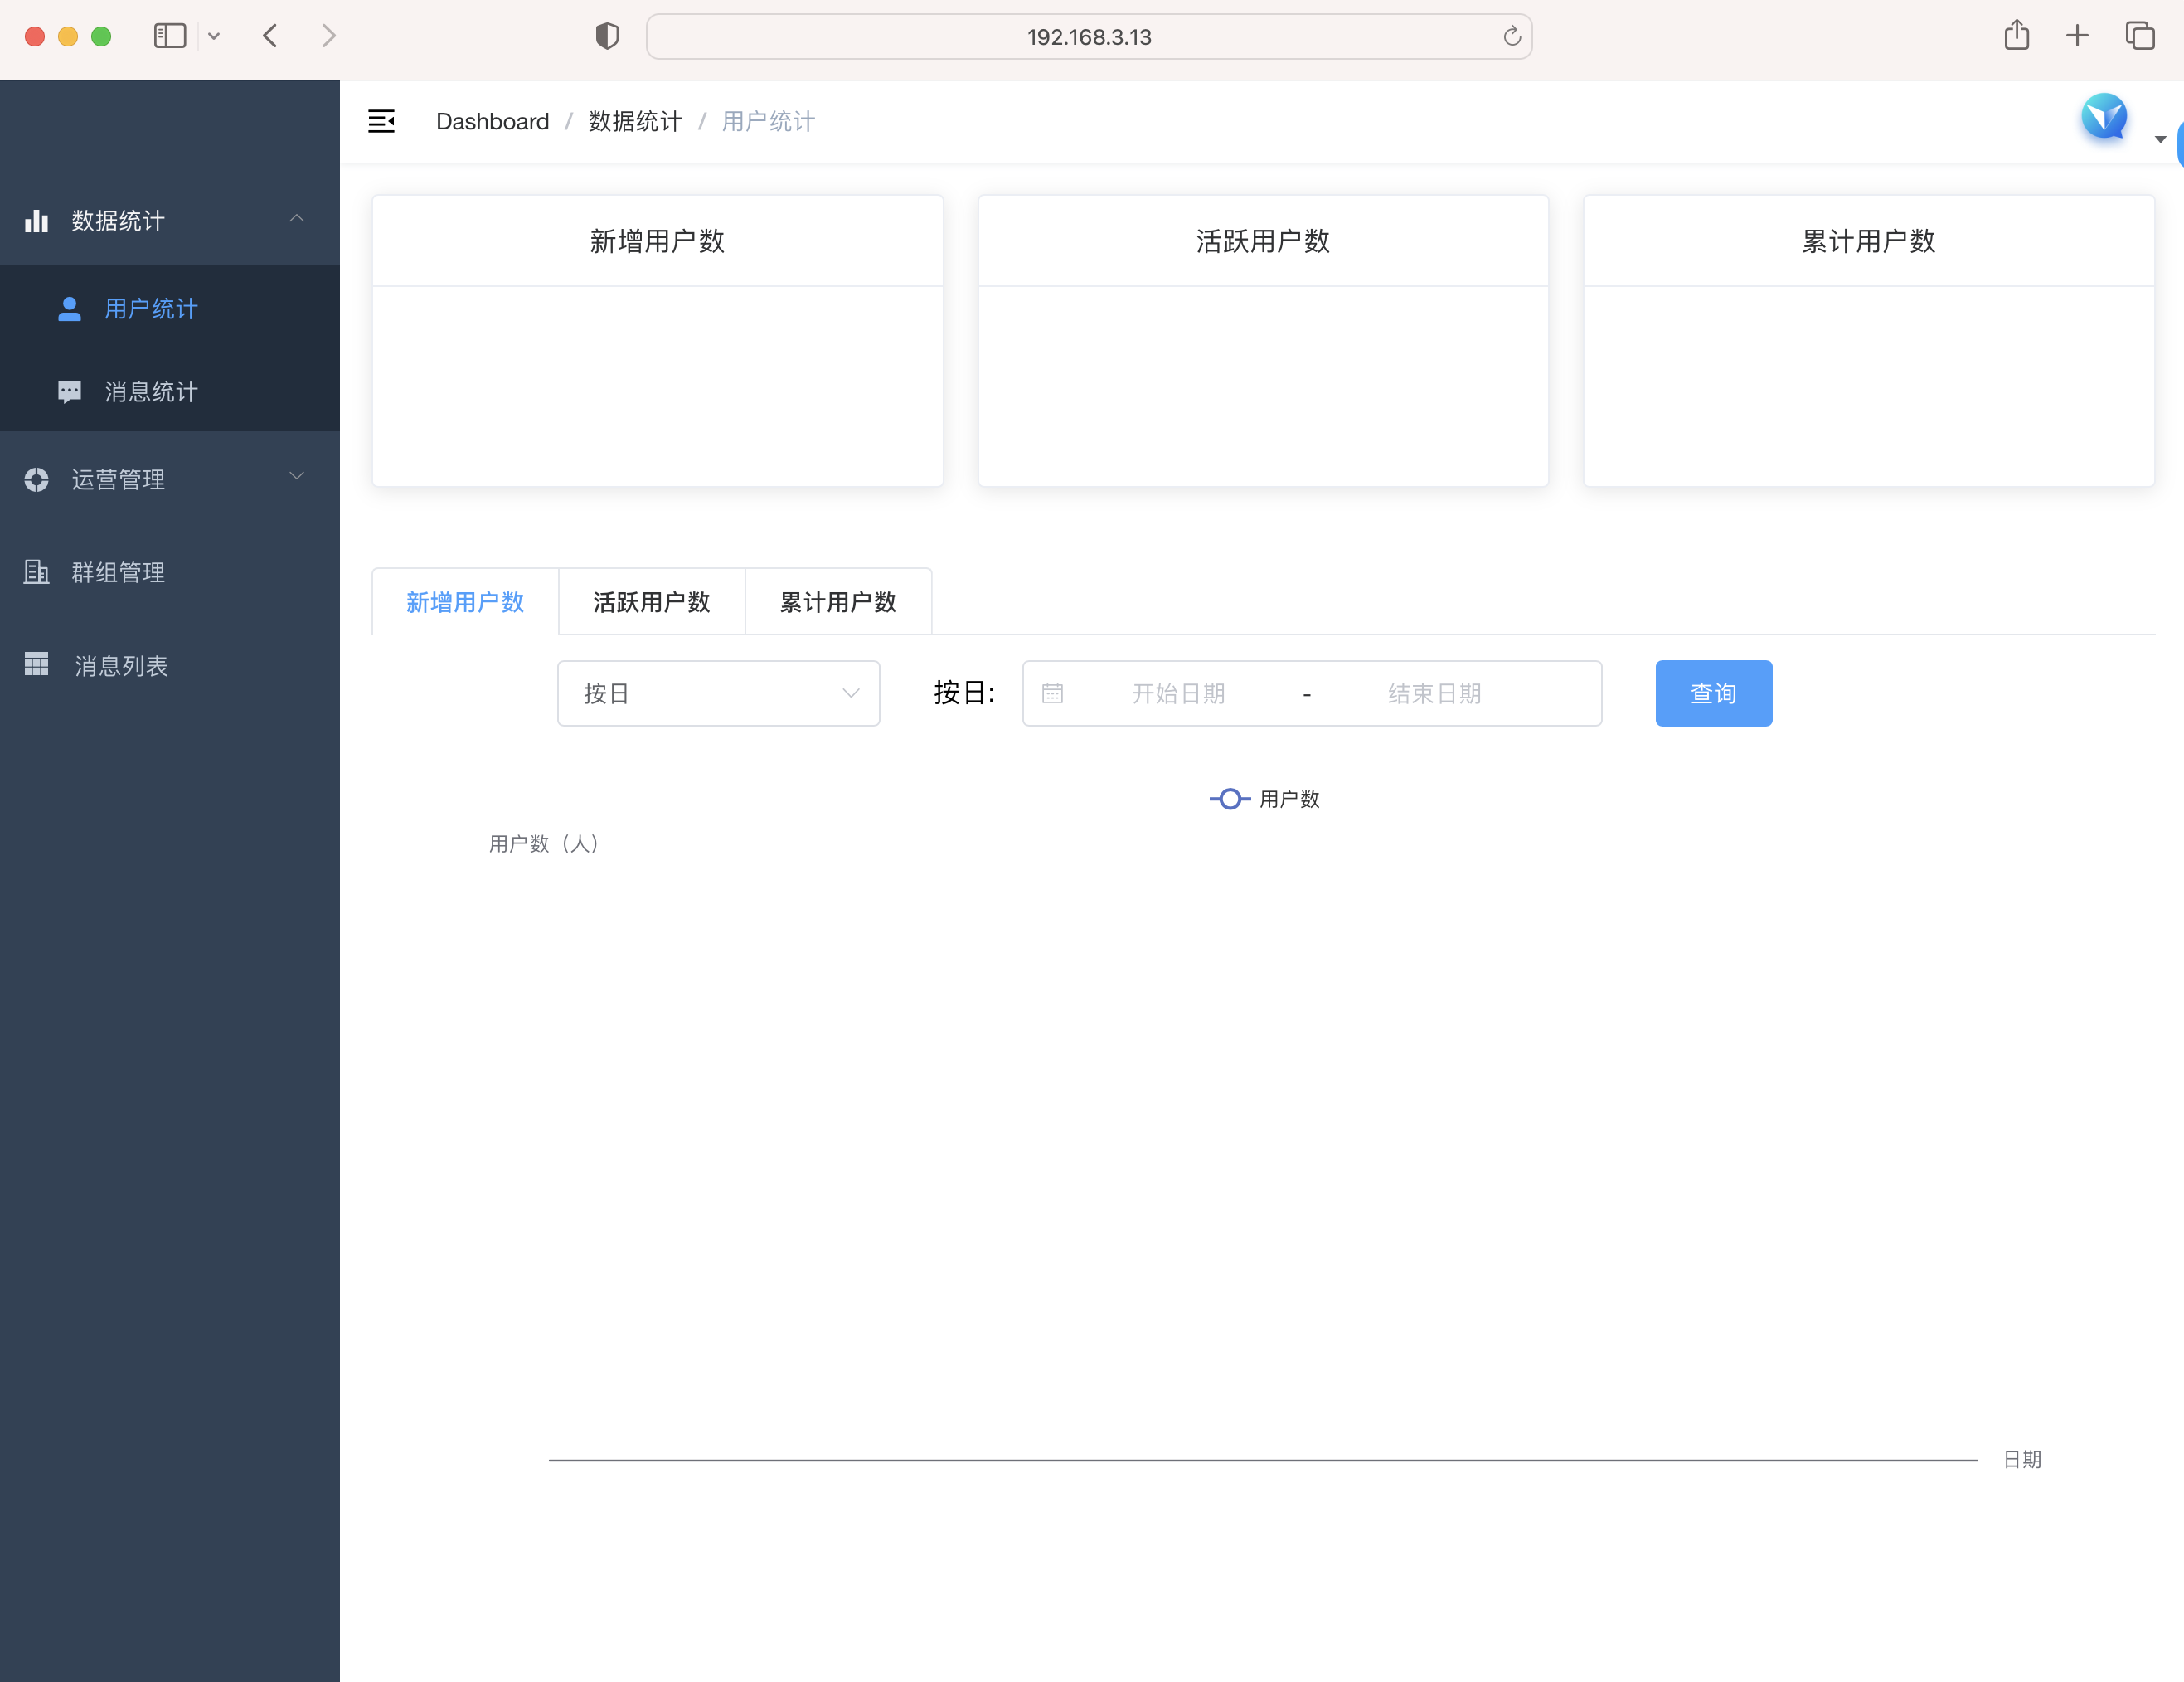 192.168.3.13
Dashboard / 数据统计 / 用户统计
数据统计
用户统计
消息统计
运营管理
群组管理
消息列表
新增用户数
活跃用户数
累计用户数
新增用户数 活跃用户数 累计用户数
按日 按日: 开始日期 - 结束日期 查询
用户数
用户数（人）
日期